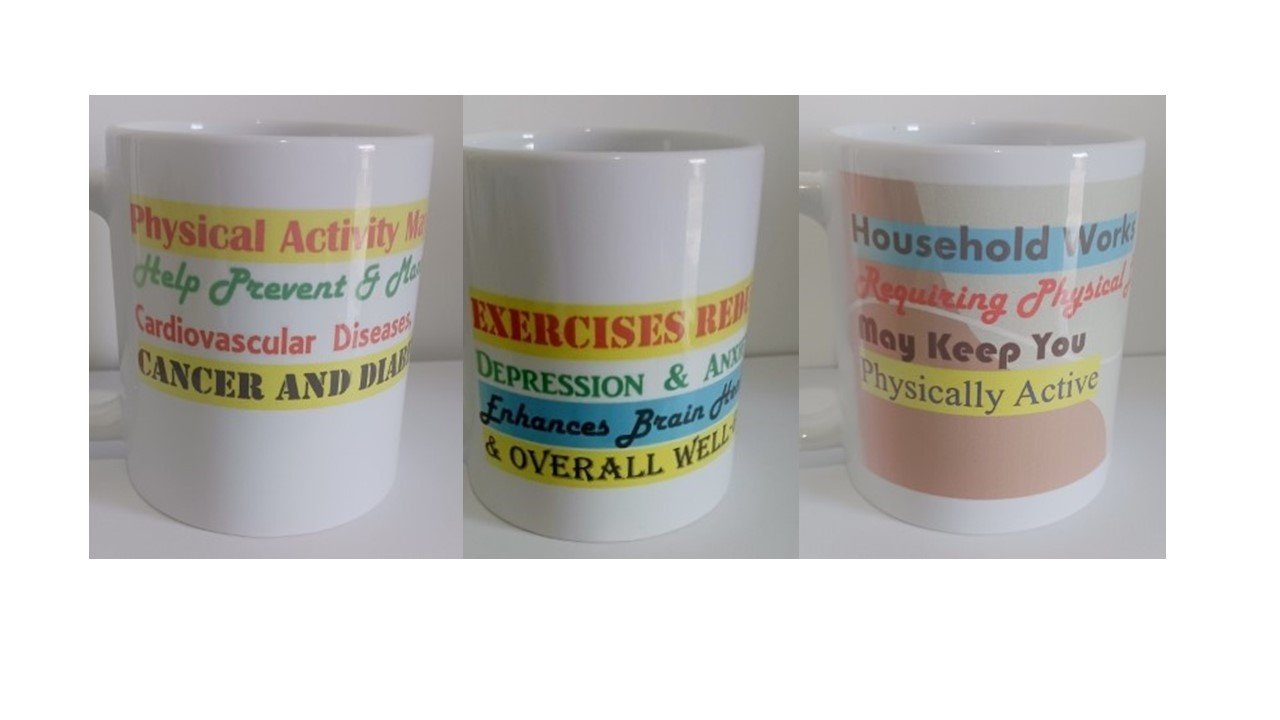 Physical Activity Ma
Help Prevent & Ma
Cardiovascular Diseases,
CANCER AND DIAB
EXERCISES RED
DEPRESSION & ANX
Enhances Brain He
& OVERALL WELL-
Household Works
Requiring Physical
May Keep You
Physically Active